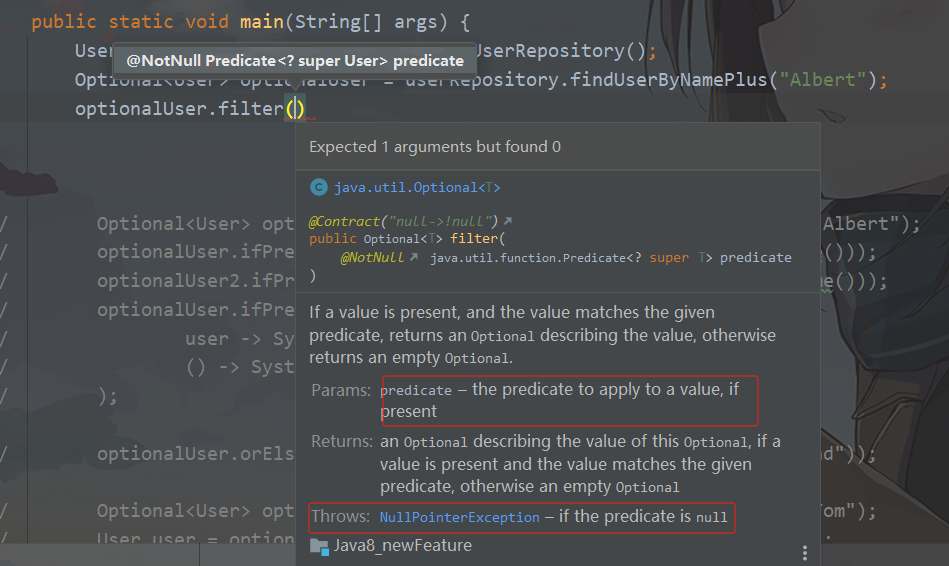 public static void main(String[] args) {
User UserRepository();
@NotNull Predicate<? super User> predicate
Optional<User> optionalUser = userRepository.findUserByNamePlus("Albert");
optionalUser.filter()
Expected 1 arguments but found 0
C java.util.Optional<T>
@Contract("null->!null")
public Optional<T> filter(
@NotNull java.util.function.Predicate<? super T> predicate
)
If a value is present, and the value matches the given
predicate, returns an Optional describing the value, otherwise
returns an empty Optional.
Params: predicate – the predicate to apply to a value, if
present
Returns: an Optional describing the value of this Optional, if a
value is present and the value matches the given
predicate, otherwise an empty Optional
Throws: NullPointerException – if the predicate is null
Java8_newFeature
/ Optional<User> opt Albert");
/ optionalUser.ifPre ()));
/ optionalUser2.ifPr e()));
/ optionalUser.ifPre
/ user -> Sy
/ () -> Syst
/ );
/ optionalUser.orEls d"));
/ Optional<User> opt om");
/ User user = option ;